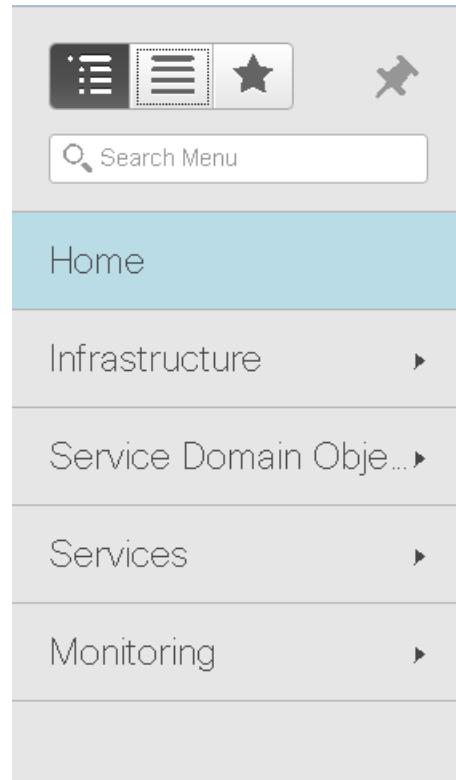 Search Menu
Home
Infrastructure
Service Domain Obje...
Services
Monitoring